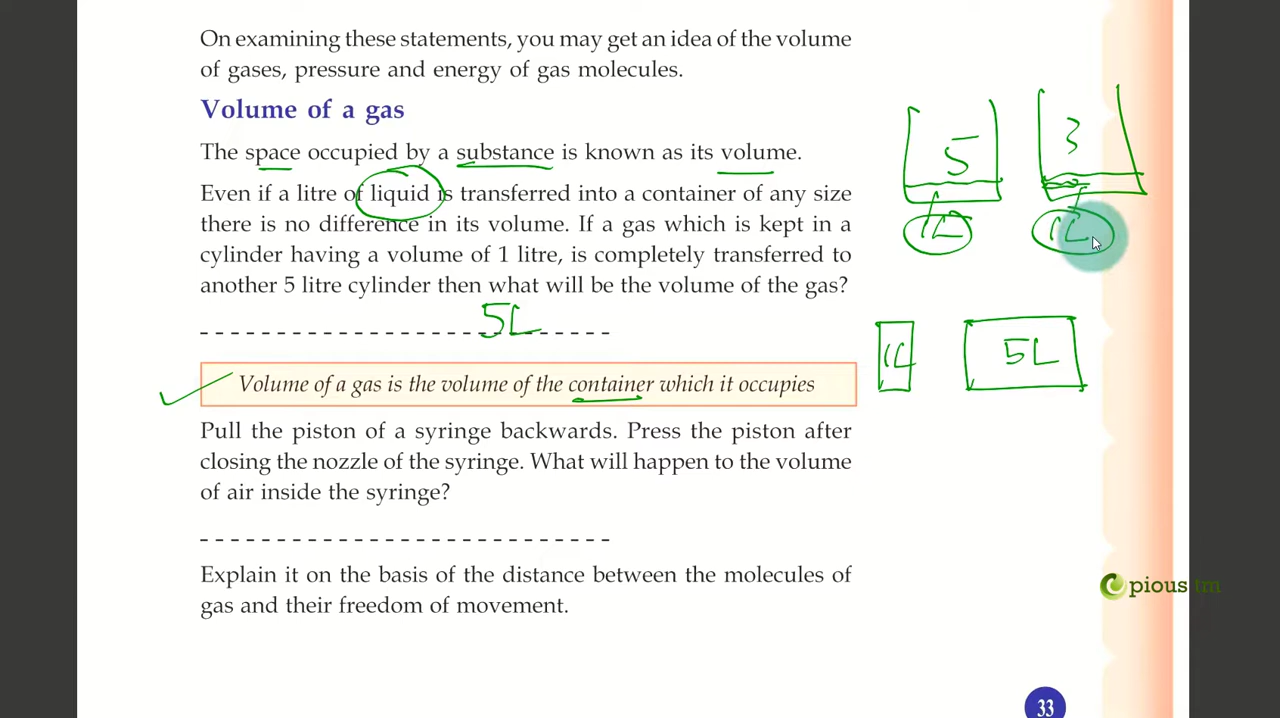 On examining these statements, you may get an idea of the volume
of gases, pressure and energy of gas molecules.
Volume of a gas
The space occupied by a substance is known as its volume.
Even if a litre of liquid is transferred into a container of any size
there is no difference in its volume. If a gas which is kept in a
cylinder having a volume of 1 litre, is completely transferred to
another 5 litre cylinder then what will be the volume of the gas?
5L
Volume of a gas is the volume of the container which it occupies
Pull the piston of a syringe backwards. Press the piston after
closing the nozzle of the syringe. What will happen to the volume
of air inside the syringe?
Explain it on the basis of the distance between the molecules of
gas and their freedom of movement.
5
3
1L
1L
1L
5L
pious tm
33